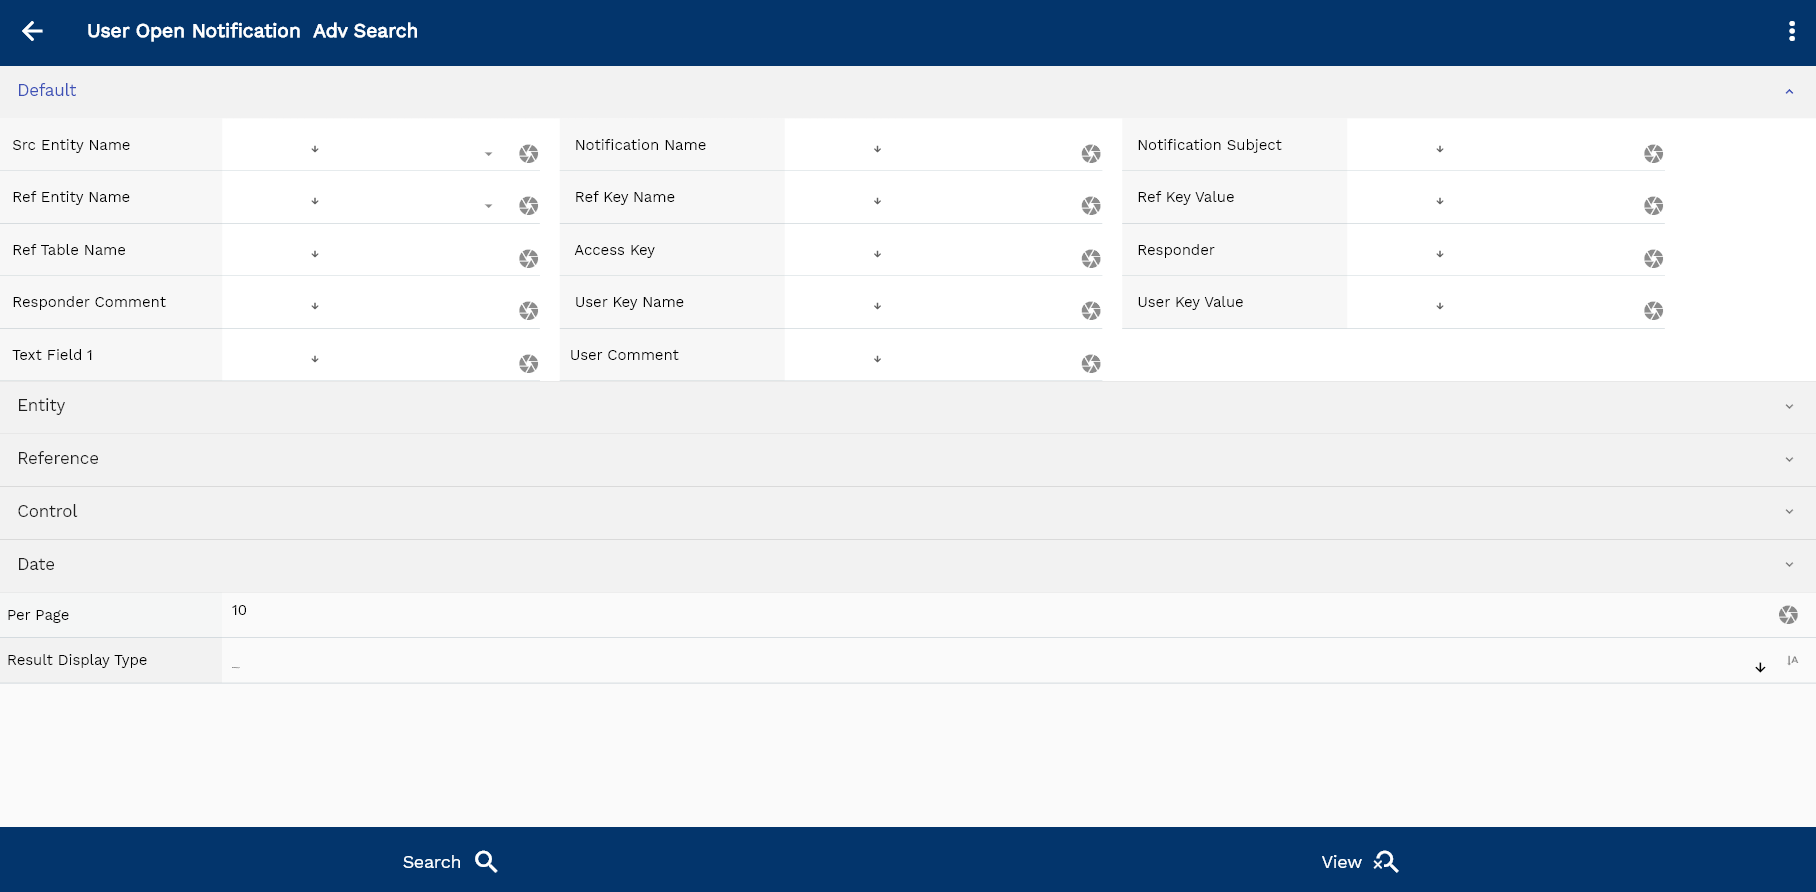 User Open Notification  Adv Search
Default
Src Entity Name
Notification Name
Notification Subject
Ref Entity Name
Ref Key Name
Ref Key Value
Ref Table Name
Access Key
Responder
Responder Comment
User Key Name
User Key Value
Text Field 1
User Comment
Entity
Reference
Control
Date
Per Page
10
Result Display Type
_
Search
View